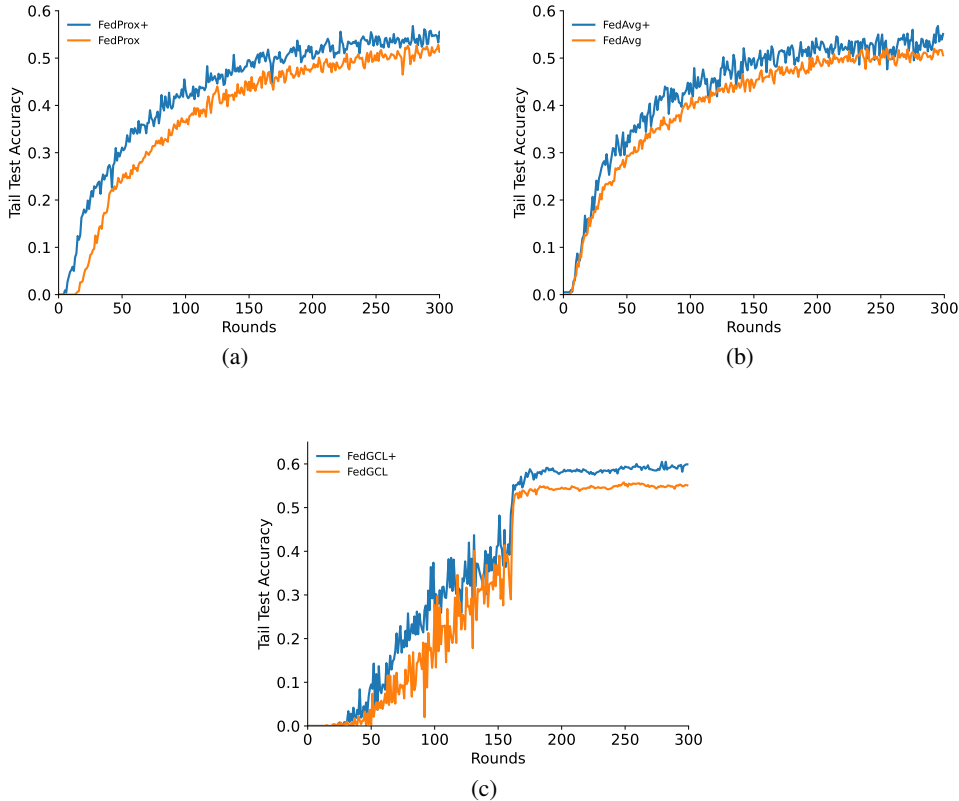 FedProx+
FedProx
Tail Test Accuracy
0.6
0.5
0.4
0.3
0.2
0.1
0.0
0 50 100 150 200 250 300
Rounds
(a)
FedAvg+
FedAvg
Tail Test Accuracy
0.6
0.5
0.4
0.3
0.2
0.1
0.0
0 50 100 150 200 250 300
Rounds
(b)
FedGCL+
FedGCL
Tail Test Accuracy
0.6
0.5
0.4
0.3
0.2
0.1
0.0
0 50 100 150 200 250 300
Rounds
(c)